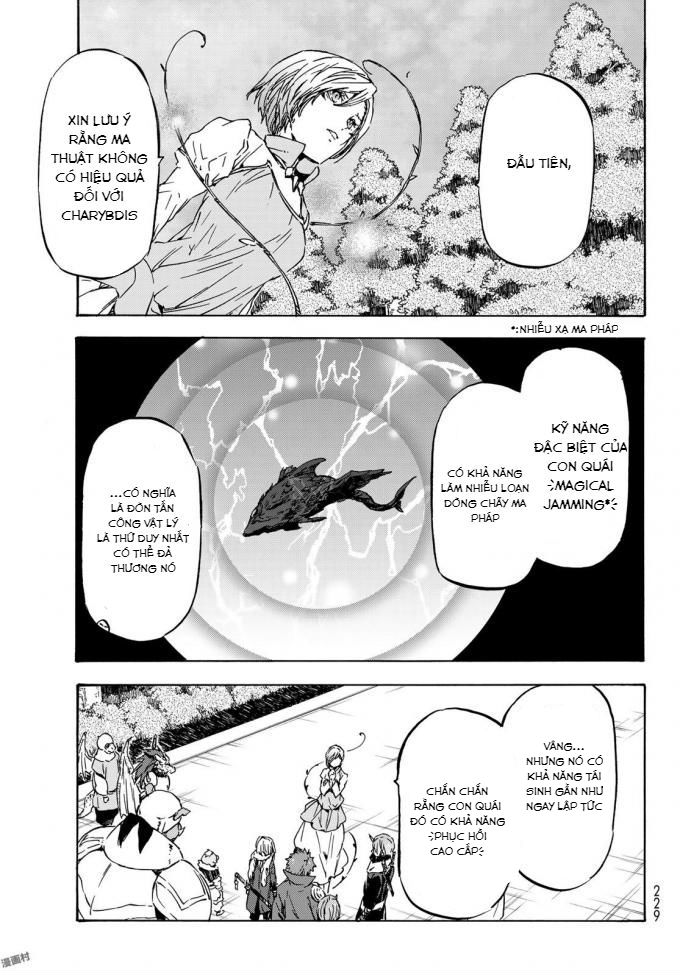 ĐẦU TIÊN,
XIN LƯU Ý
RẰNG MA
THUẬT KHÔNG
CÓ HIỆU QUẢ
ĐỐI VỚI
CHARYBDIS
*:NHIỄU XẠ MA PHÁP
KỸ NĂNG
ĐẶC BIỆT CỦA
CON QUÁI
MAGICAL
JAMMING*
CÓ KHẢ NĂNG
LÀM NHIỄU LOẠN
DÒNG CHẢY MA
PHÁP
...CÓ NGHĨA
LÀ ĐÒN TẤN
CÔNG VẬT LÝ
LÀ THỨ DUY NHẤT
CÓ THỂ ĐẢ
THƯƠNG NÓ
VÂNG...
NHƯNG NÓ CÓ
KHẢ NĂNG TÁI
SINH GẦN NHƯ
NGAY LẬP TỨC
CHẮN CHẮN
RẰNG CON QUÁI
ĐÓ CÓ KHẢ NĂNG
PHỤC HỒI
CAO CẤP
229
漫画村